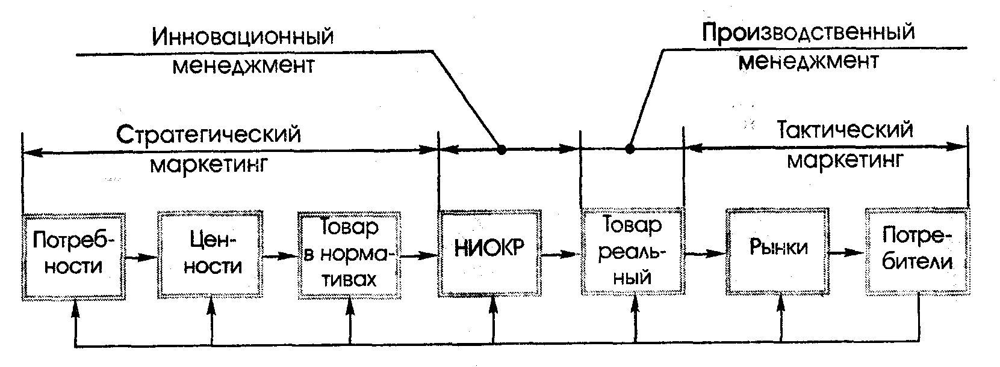 Инновационный
менеджмент
Производственный
менеджмент
Стратегический
маркетинг
Тактический
маркетинг
Потреб-
ности
Цен-
ности
Товар
в норма-
тивах
НИОКР
Товар
реаль-
ный
Рынки
Потре-
бители